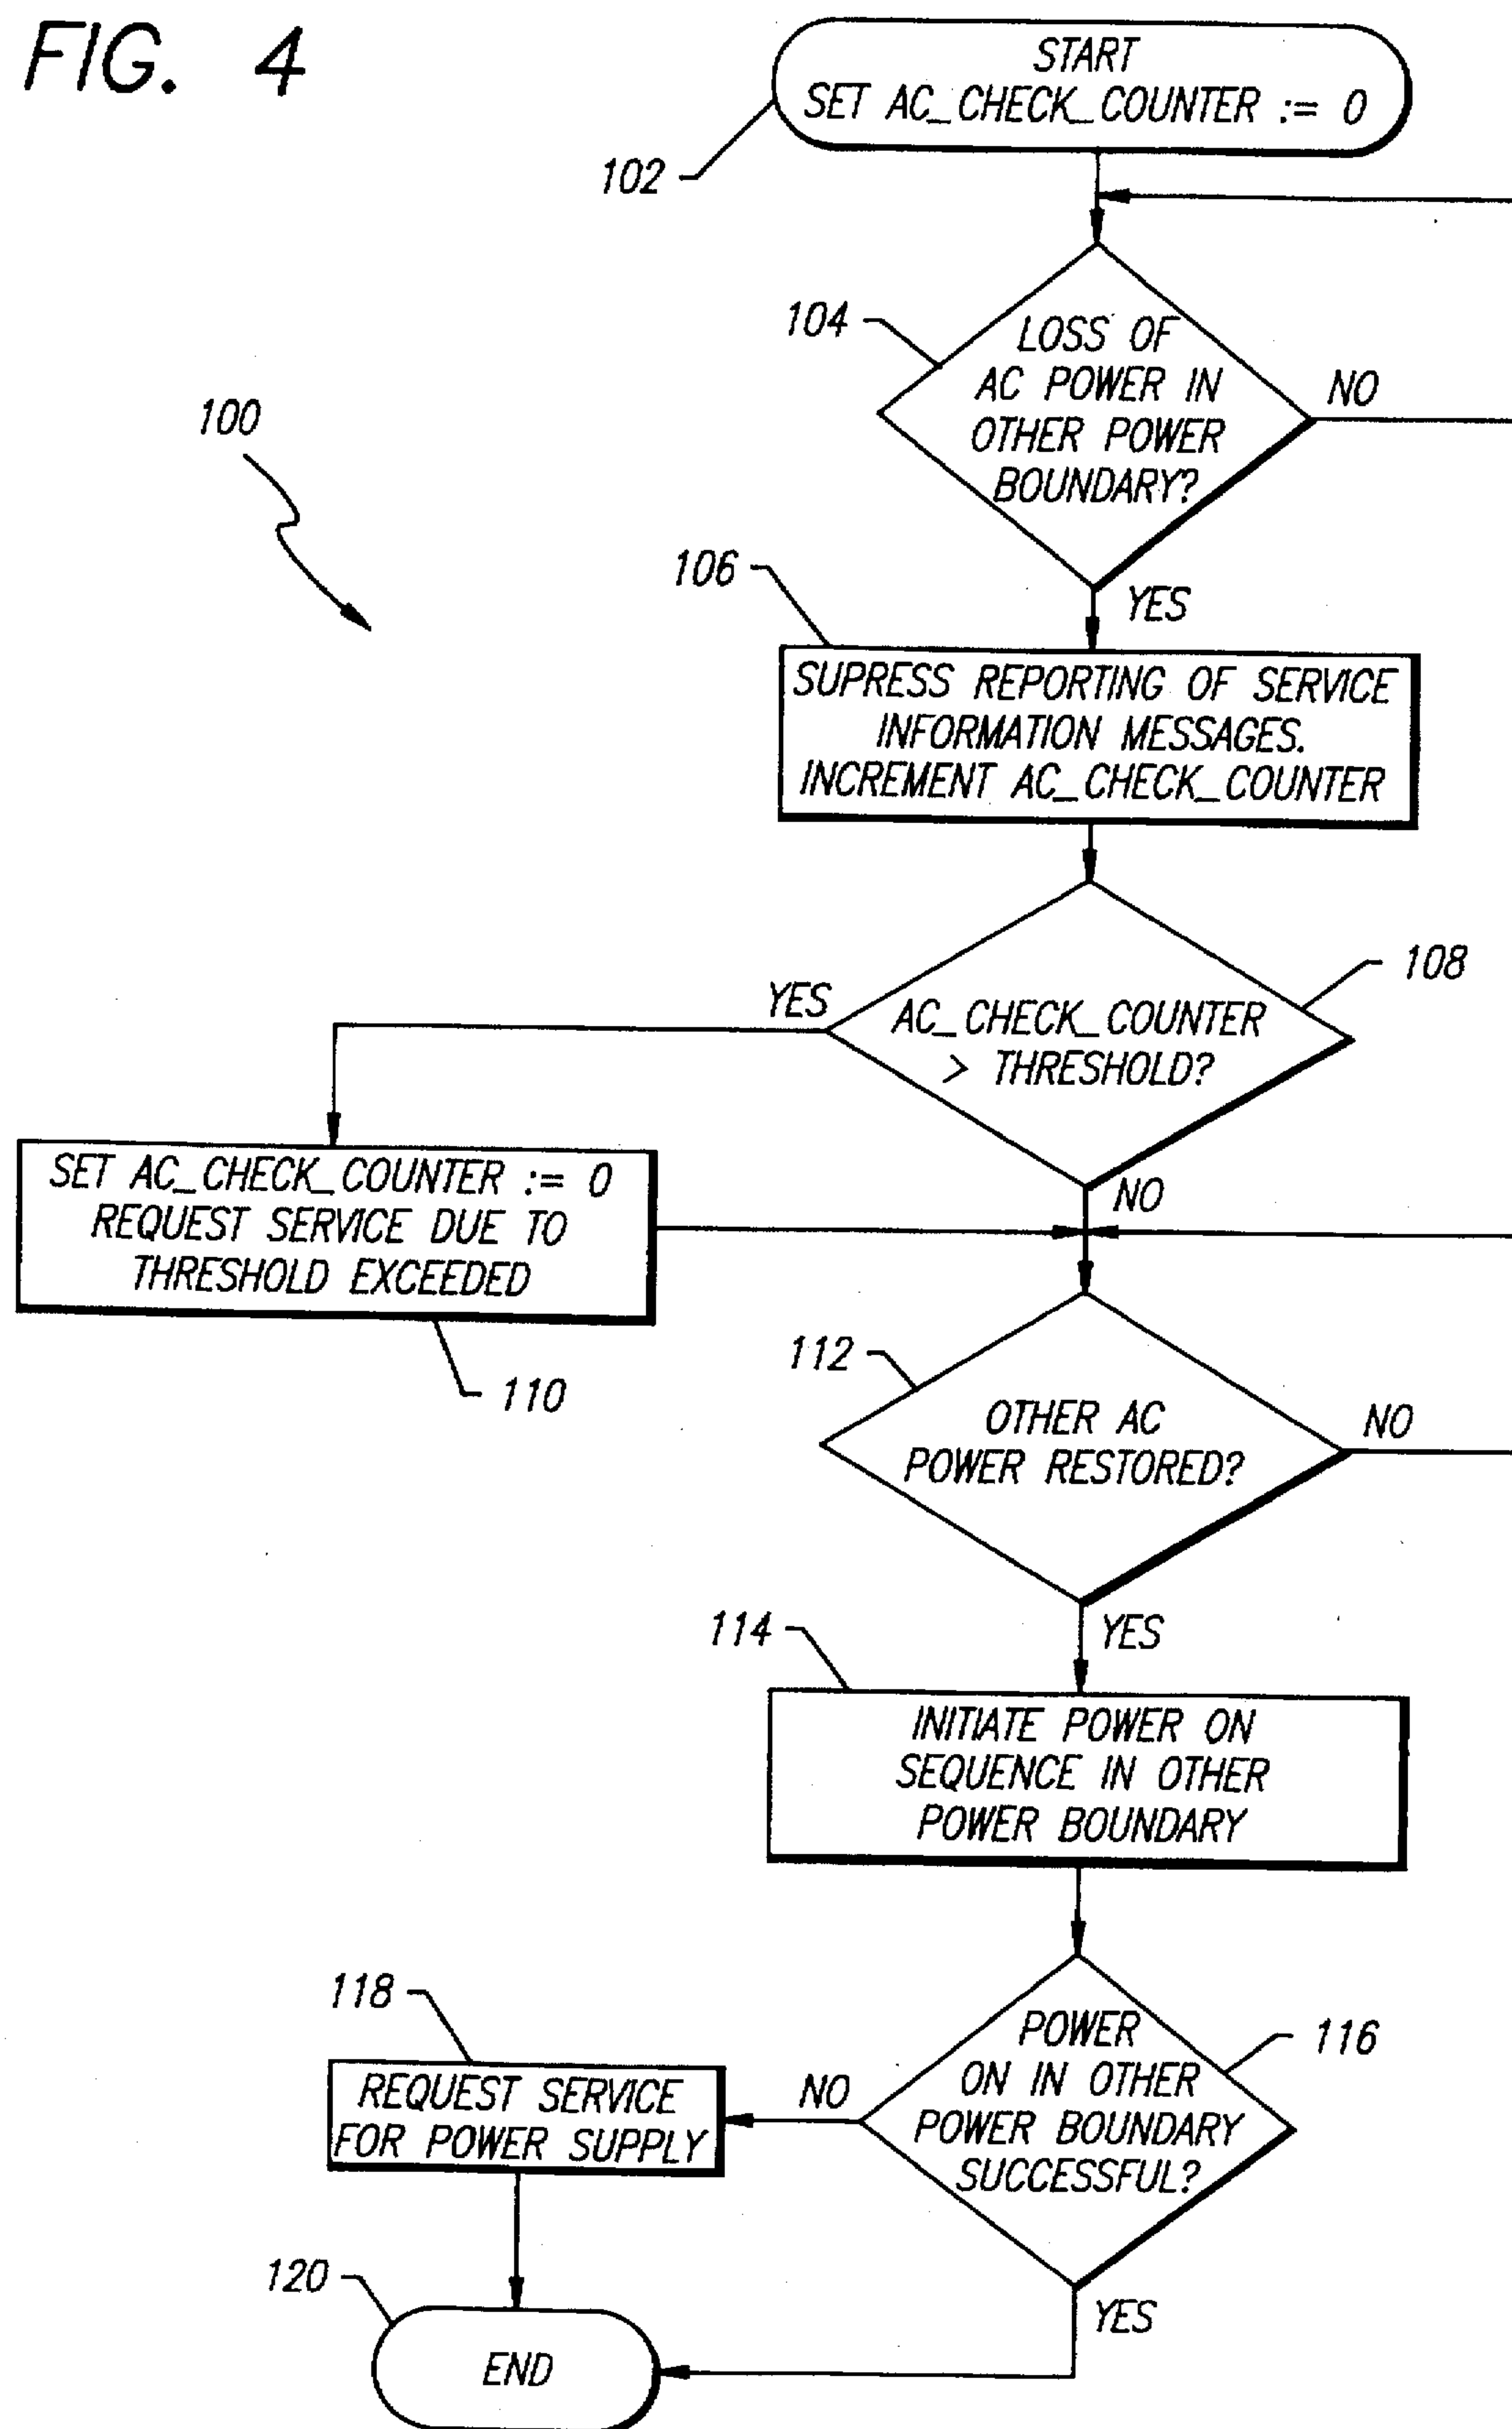 FIG. 4
START
SET AC_CHECK_COUNTER := 0
102
104
LOSS OF
AC POWER IN
OTHER POWER
BOUNDARY?
NO
100
YES
106
SUPRESS REPORTING OF SERVICE
INFORMATION MESSAGES.
INCREMENT AC_CHECK_COUNTER
108
YES
AC_CHECK_COUNTER
> THRESHOLD?
NO
SET AC_CHECK_COUNTER := 0
REQUEST SERVICE DUE TO
THRESHOLD EXCEEDED
110
112
OTHER AC
POWER RESTORED?
NO
YES
114
INITIATE POWER ON
SEQUENCE IN OTHER
POWER BOUNDARY
118
116
POWER
ON IN OTHER
POWER BOUNDARY
SUCCESSFUL?
NO
REQUEST SERVICE
FOR POWER SUPPLY
YES
120
END